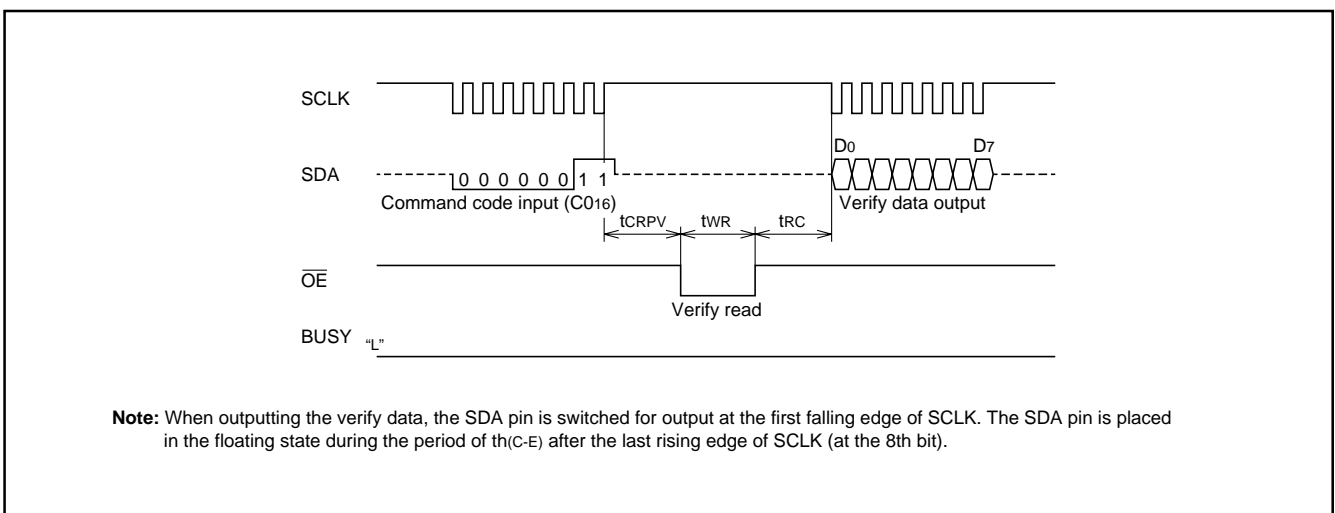 SCLK
D0 D7
SDA 0 0 0 0 0 0 1 1
Command code input (C016) Verify data output
tCRPV tWR tRC
OE
Verify read
BUSY “L”
Note: When outputting the verify data, the SDA pin is switched for output at the first falling edge of SCLK. The SDA pin is placed
in the floating state during the period of th(C-E) after the last rising edge of SCLK (at the 8th bit).